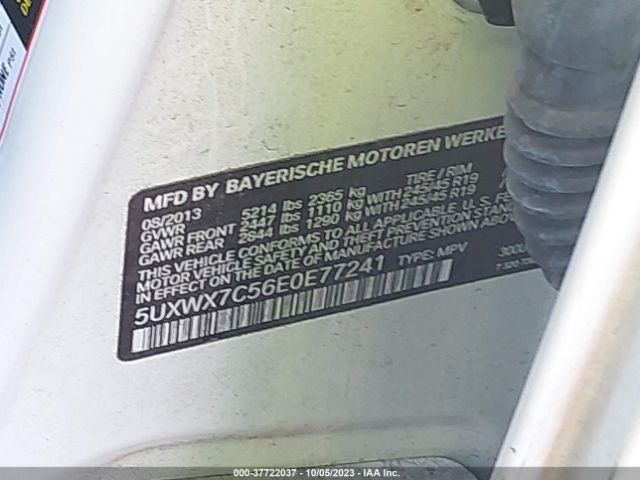 MFD BY BAYERISCHE MOTOREN WERKE
08/2013
GVWR 5214 lbs 2365 kg TIRE / RIM
GAWR FRONT 2447 lbs 1110 kg WITH 245/45 R19
GAWR REAR 2844 lbs 1290 kg WITH 245/45 R19
THIS VEHICLE CONFORMS TO ALL APPLICABLE U.S. FE
MOTOR VEHICLE SAFETY AND THEFT PREVENTION STAN
IN EFFECT ON THE DATE OF MANUFACTURE SHOWN ABOV
5UXWX7C56E0E77241 TYPE: MPV
000-37722037 - 10/05/2023 - IAA Inc.